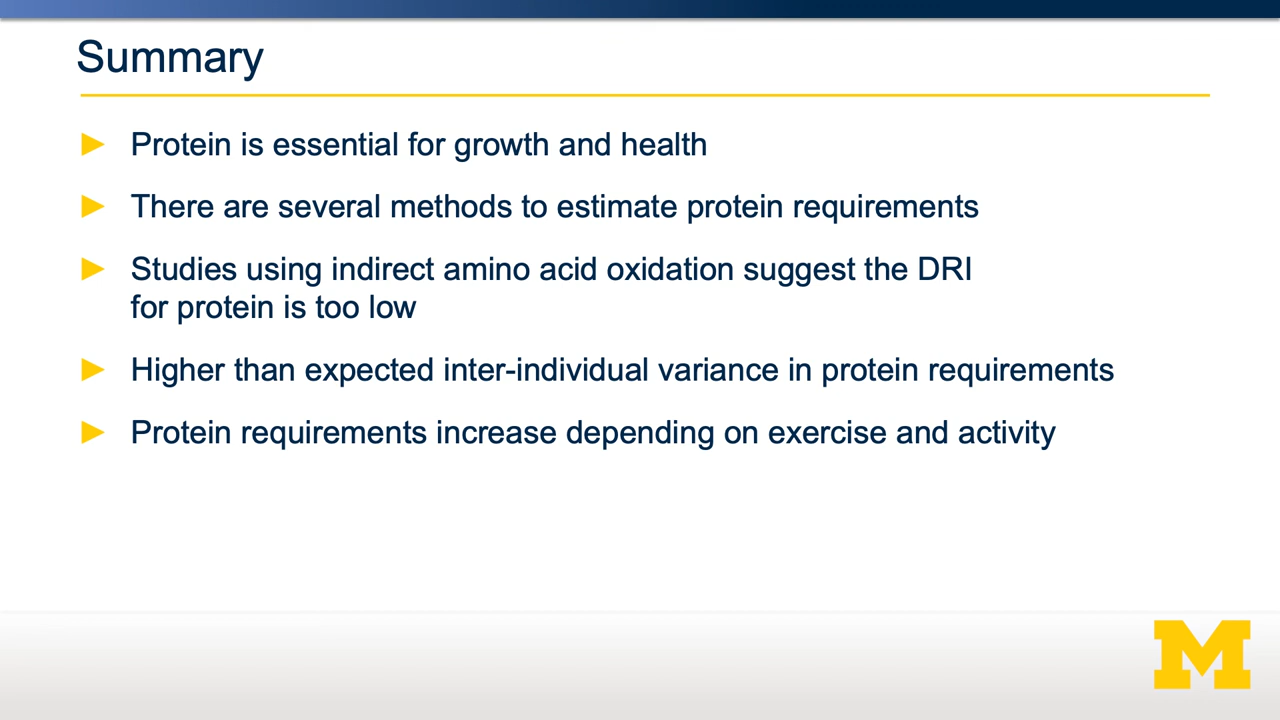 Summary
Protein is essential for growth and health
There are several methods to estimate protein requirements
Studies using indirect amino acid oxidation suggest the DRI
for protein is too low
Higher than expected inter-individual variance in protein requirements
Protein requirements increase depending on exercise and activity
M